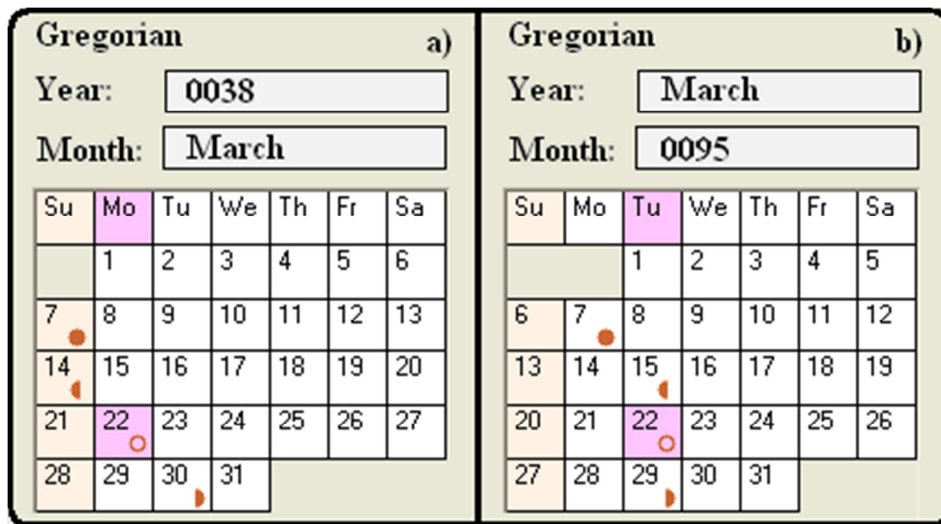 Gregorian a)
Year: 0038
Month: March
Su Mo Tu We Th Fr Sa
1 2 3 4 5 6
7 8 9 10 11 12 13
14 15 16 17 18 19 20
21 22 23 24 25 26 27
28 29 30 31
Gregorian b)
Year: March
Month: 0095
Su Mo Tu We Th Fr Sa
1 2 3 4 5
6 7 8 9 10 11 12
13 14 15 16 17 18 19
20 21 22 23 24 25 26
27 28 29 30 31